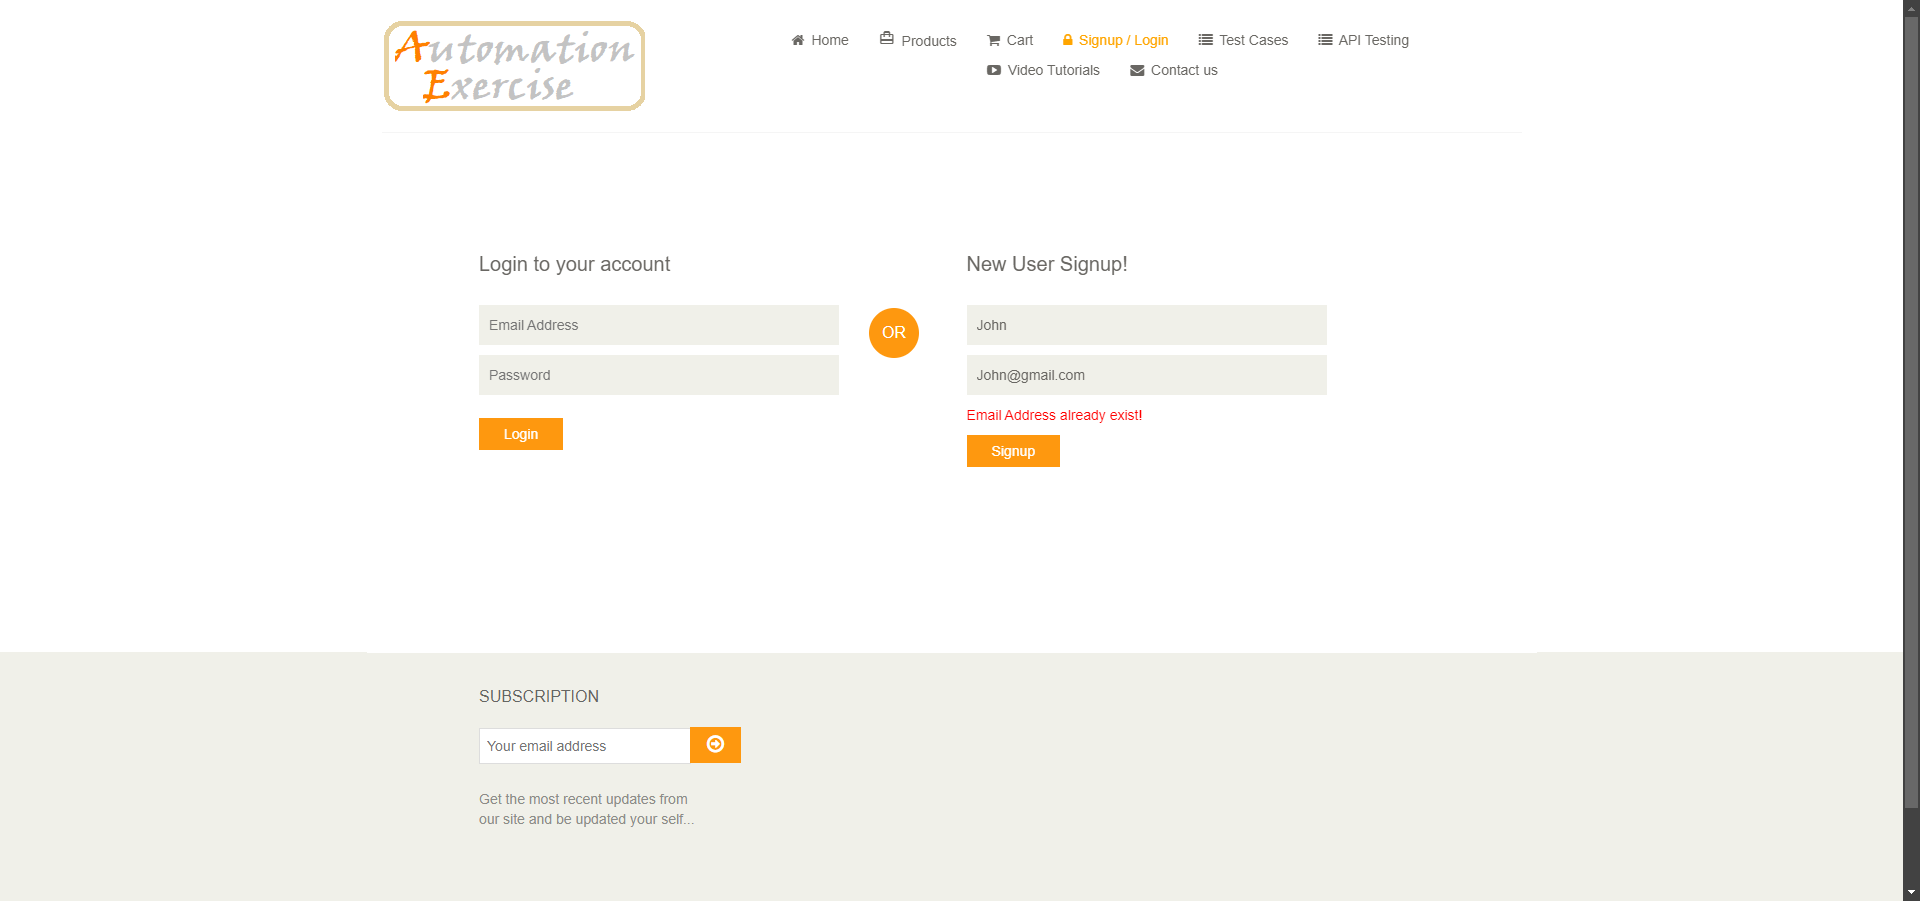 Automation
Exercise
Home
Products
Cart
Signup / Login
Test Cases
API Testing
Video Tutorials
Contact us
Login to your account
Email Address
Password
Login
OR
New User Signup!
John
John@gmail.com
Email Address already exist!
Signup
SUBSCRIPTION
Your email address
Get the most recent updates from
our site and be updated your self...